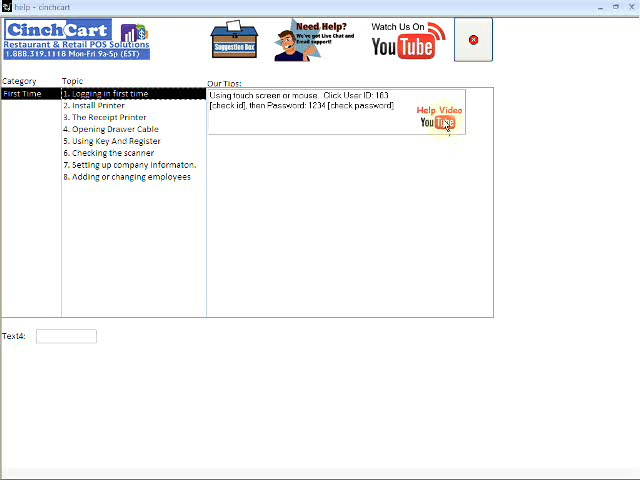 help - cinchcart
CinchCart
Restaurant & Retail POS Solutions
1.888.319.1118 Mon-Fri 9a-5p (EST)
Suggestion Box
Need Help?
We've got Live Chat and
Email support!
Watch Us On
YouTube
Category
Topic
Our Tips:
First Time
1. Logging in first time
2. Install Printer
3. The Receipt Printer
4. Opening Drawer Cable
5. Using Key And Register
6. Checking the scanner
7. Setting up company informaton.
8. Adding or changing employees
Using touch screen or mouse. Click User ID: 183
[check id], then Password: 1234 [check password]
Help Video
YouTube
Text4: